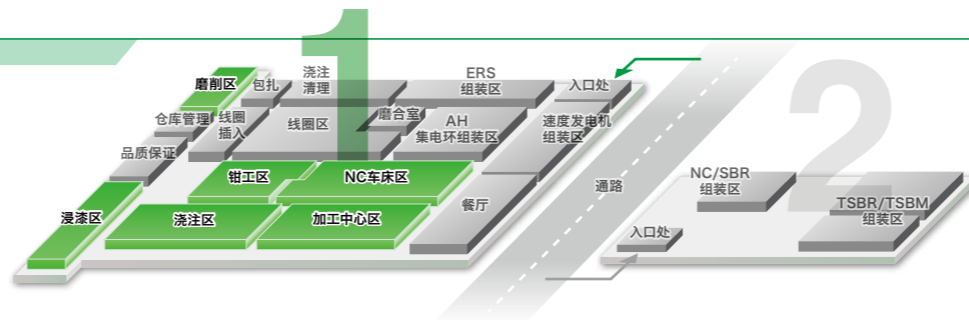 1
2
磨削区
包扎
浇注
清理
ERS
组装区
入口处
仓库管理
线圈
插入
线圈区
磨合室
AH
集电环组装区
速度发电机
组装区
品质保证
钳工区
NC车床区
通路
NC/SBR
组装区
浸漆区
浇注区
加工中心区
餐厅
TSBR/TSBM
组装区
入口处